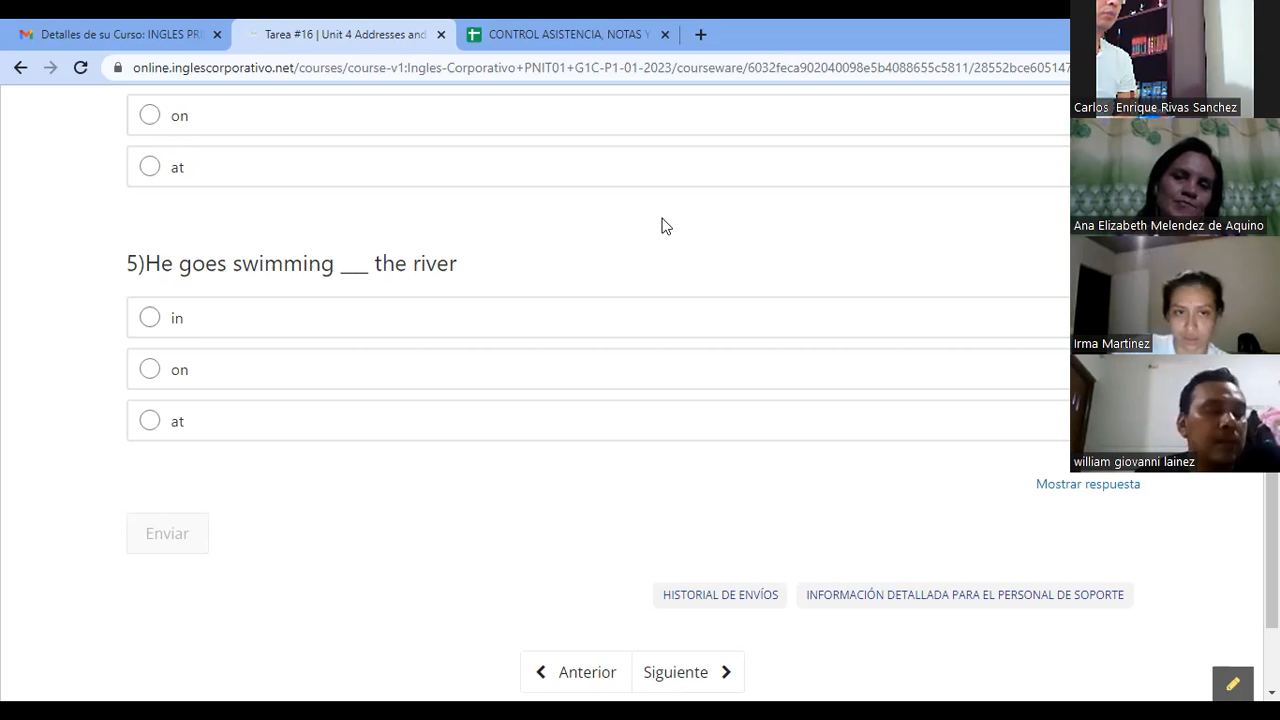 Detalles de su Curso: INGLES PR
Tarea #16 | Unit 4 Addresses and
CONTROL ASISTENCIA, NOTAS Y
online.inglescorporativo.net/courses/course-v1:Ingles-Corporativo+PNIT01+G1C-P1-01-2023/courseware/6032feca902040098e5b4088655c5811/28552bce605147
on
at
5)He goes swimming ___ the river
in
on
at
Mostrar respuesta
Enviar
HISTORIAL DE ENVÍOS
INFORMACIÓN DETALLADA PARA EL PERSONAL DE SOPORTE
Anterior
Siguiente
Carlos Enrique Rivas Sanchez
Ana Elizabeth Melendez de Aquino
Irma Martinez
william giovanni lainez